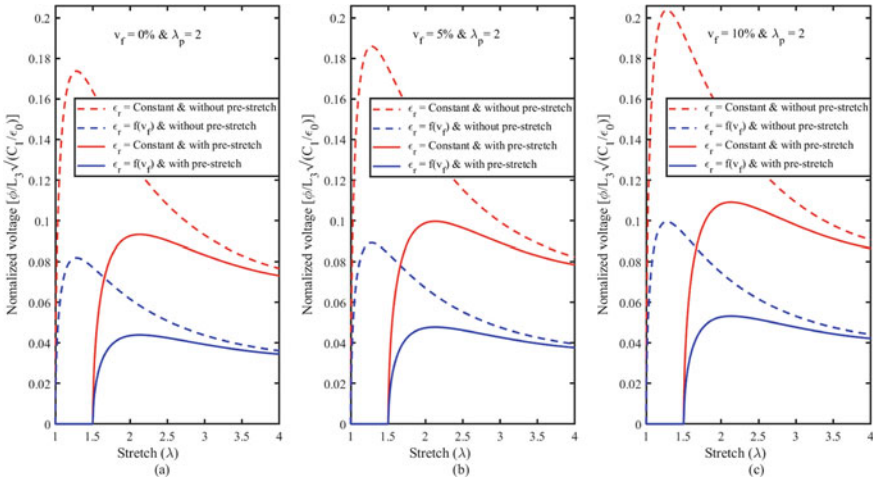 v_f = 0% & λ_p = 2
ϵ_r = Constant & without pre-stretch
ϵ_r = f(v_f) & without pre-stretch
ϵ_r = Constant & with pre-stretch
ϵ_r = f(v_f) & with pre-stretch
Nomalized voltage [ϕ/L_3√(C_1/ϵ_0)]
0.2
0.18
0.16
0.14
0.12
0.1
0.08
0.06
0.04
0.02
0
1
1.5
2
2.5
3
3.5
4
Stretch (λ)
(a)
v_f = 5% & λ_p = 2
ϵ_r = Constant & without pre-stretch
ϵ_r = f(v_f) & without pre-stretch
ϵ_r = Constant & with pre-stretch
ϵ_r = f(v_f) & with pre-stretch
Nomalized voltage [ϕ/L_3√(C_1/ϵ_0)]
0.2
0.18
0.16
0.14
0.12
0.1
0.08
0.06
0.04
0.02
0
1
1.5
2
2.5
3
3.5
4
Stretch (λ)
(b)
v_f = 10% & λ_p = 2
ϵ_r = Constant & without pre-stretch
ϵ_r = f(v_f) & without pre-stretch
ϵ_r = Constant & with pre-stretch
ϵ_r = f(v_f) & with pre-stretch
Nomalized voltage [ϕ/L_3√(C_1/ϵ_0)]
0.2
0.18
0.16
0.14
0.12
0.1
0.08
0.06
0.04
0.02
0
1
1.5
2
2.5
3
3.5
4
Stretch (λ)
(c)